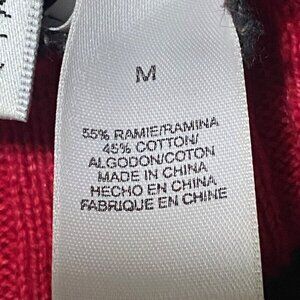 M
55% RAMIE/RAMINA
45% COTTON/
ALGODON/COTON
MADE IN CHINA
HECHO EN CHINA
FABRIQUE EN CHINE